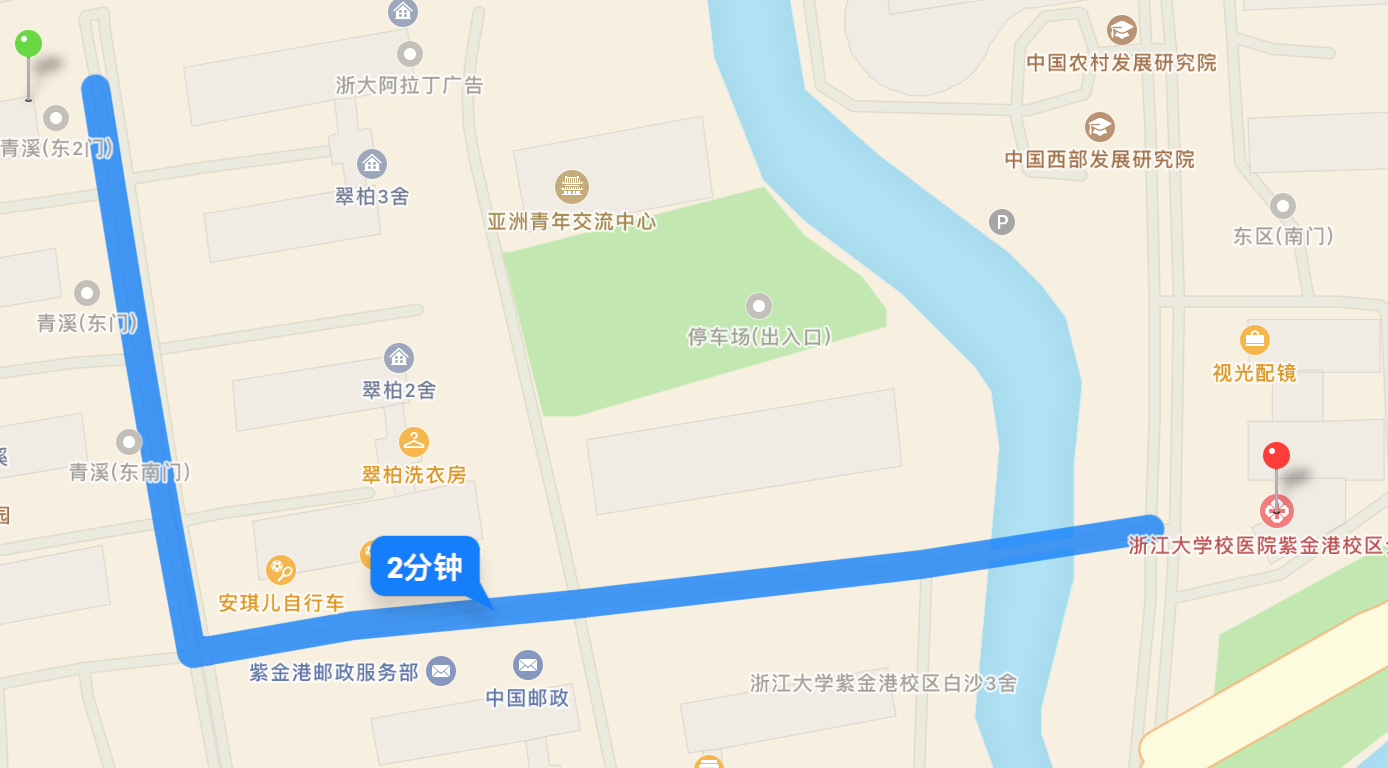 浙大阿拉丁广告
中国农村发展研究院
青溪(东2门)
中国西部发展研究院
翠柏3舍
亚洲青年交流中心
P
东区(南门)
青溪(东门)
停车场(出入口)
视光配镜
翠柏2舍
青溪(东南门)
翠柏洗衣房
园
浙江大学校医院紫金港校区
2分钟
安琪儿自行车
紫金港邮政服务部
中国邮政
浙江大学紫金港校区白沙3舍